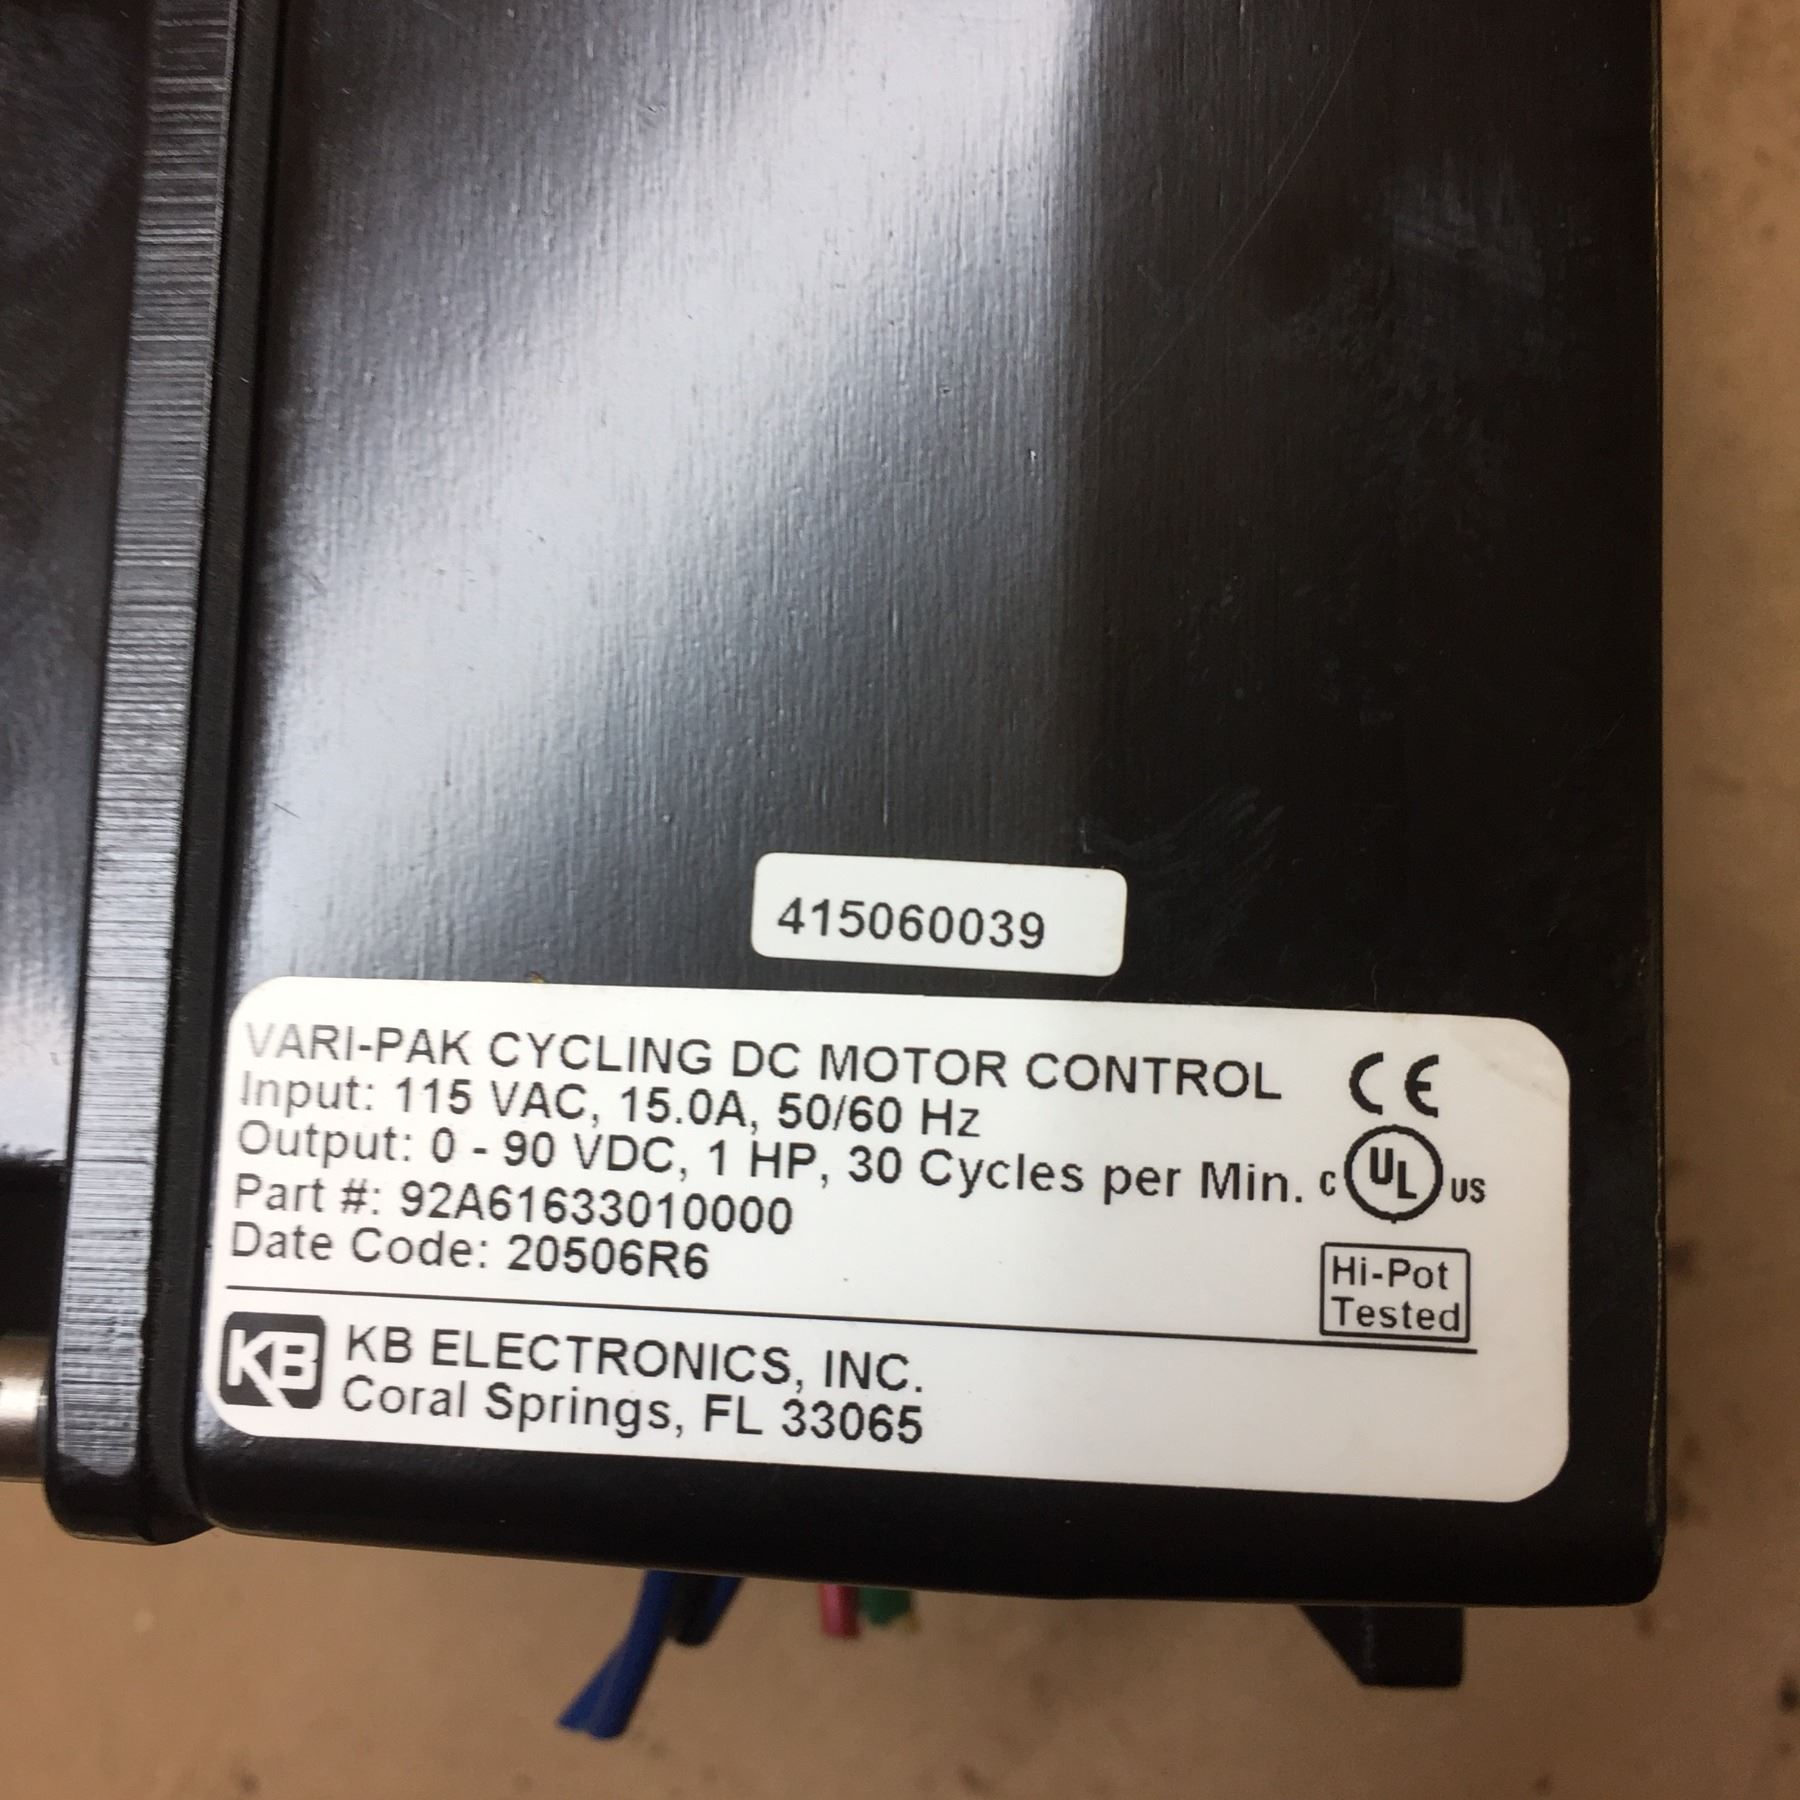 415060039
VARI-PAK CYCLING DC MOTOR CONTROL CE
Input: 115 VAC, 15.0A, 50/60 Hz
Output: 0 - 90 VDC, 1 HP, 30 Cycles per Min. C UL US
Part #: 92A61633010000
Date Code: 20506R6
Hi-Pot
Tested
KB KB ELECTRONICS, INC.
Coral Springs, FL 33065